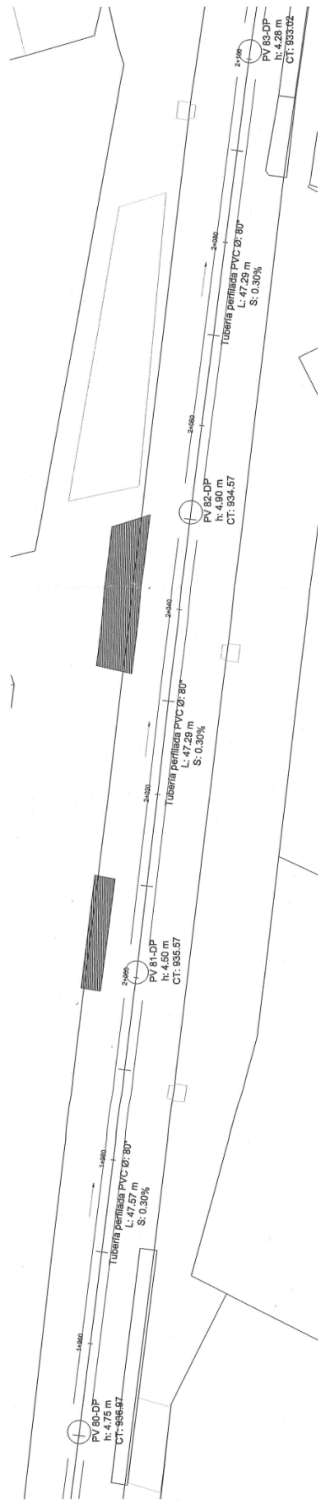 2+100
PV 83-DP
h: 4.28 m
CT: 933.02
2+080
Tubería perfilada PVC Ø: 80"
L: 47.29 m
S: 0.30%
2+060
PV 82-DP
h: 4.90 m
CT: 934.57
2+040
Tubería perfilada PVC Ø: 80"
L: 47.29 m
S: 0.30%
2+020
2+000
PV 81-DP
h: 4.50 m
CT: 935.57
1+980
Tubería perfilada PVC Ø: 80"
L: 47.57 m
S: 0.30%
1+960
PV 80-DP
h: 4.75 m
CT: 936.97